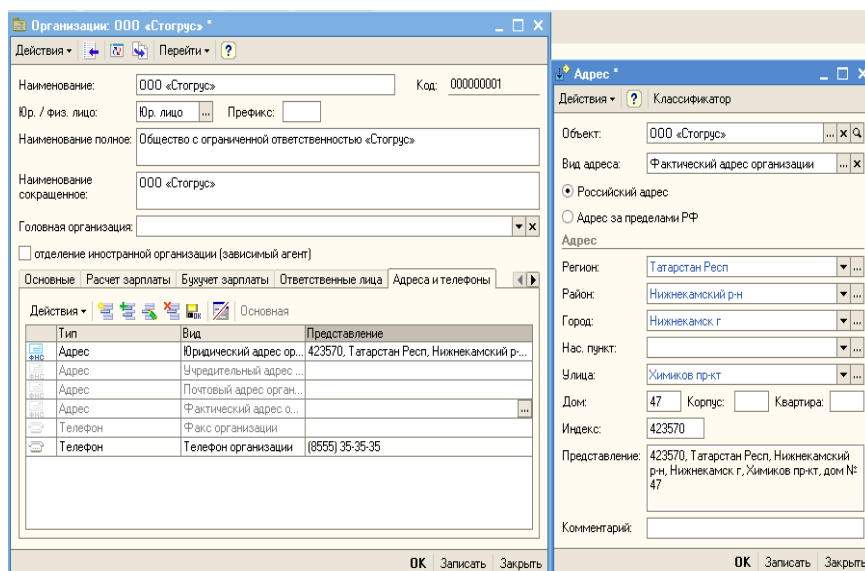 Организации: ООО «Стогрус» *
Действия Перейти ?
Наименование: ООО «Стогрус» Код: 000000001
Юр. / физ. лицо: Юр. лицо ... Префикс:
Наименование полное: Общество с ограниченной ответственностью «Стогрус»
Наименование сокращенное: ООО «Стогрус»
Головная организация:
отделение иностранной организации (зависимый агент)
Основные Расчет зарплаты Бухучет зарплаты Ответственные лица Адреса и телефоны
Действия Основная
Тип Вид Представление
ФНС Адрес Юридический адрес ор... 423570, Татарстан Респ, Нижнекамский р-...
ФНС Адрес Учредительный адрес ...
ФНС Адрес Почтовый адрес орган...
ФНС Адрес Фактический адрес о... ...
Телефон Факс организации
Телефон Телефон организации (8555) 35-35-35
OK Записать Закрыть
Адрес *
Действия ? Классификатор
Объект: ООО «Стогрус» ... x
Вид адреса: Фактический адрес организации ... x
Российский адрес
Адрес за пределами РФ
Адрес
Регион: Татарстан Респ ...
Район: Нижнекамский р-н ...
Город: Нижнекамск г ...
Нас. пункт: ...
Улица: Химиков пр-кт ...
Дом: 47 Корпус: Квартира:
Индекс: 423570
Представление: 423570, Татарстан Респ, Нижнекамский
р-н, Нижнекамск г, Химиков пр-кт, дом №
47
Комментарий:
OK Записать Закрыть